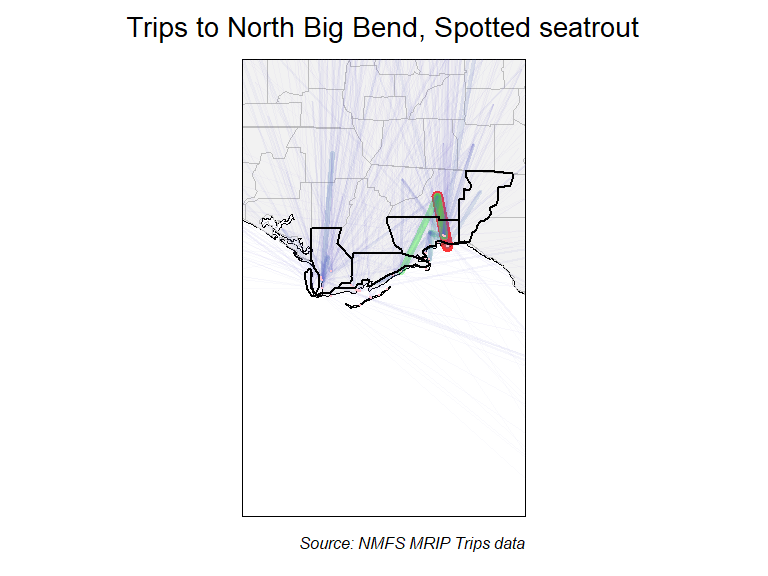 Trips to North Big Bend, Spotted seatrout
Source: NMFS MRIP Trips data